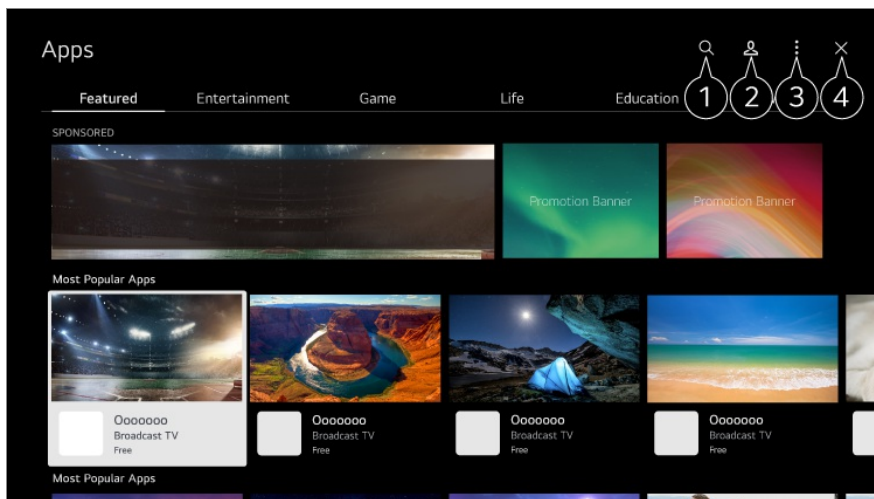 Apps
1 2 3 4
Featured Entertainment Game Life Education
SPONSORED
Promotion Banner Promotion Banner
Most Popular Apps
Ooooooo Ooooooo Ooooooo Ooooooo
Broadcast TV Broadcast TV Broadcast TV Broadcast TV
Free Free Free Free
Most Popular Apps